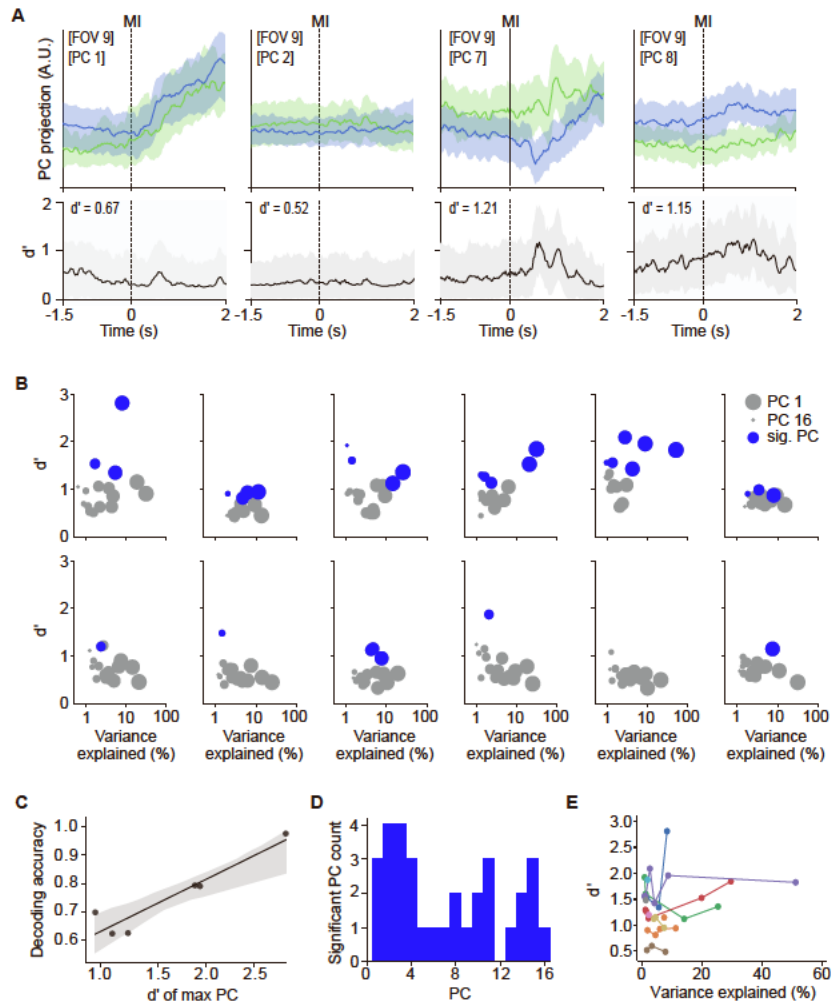 A
MI MI MI MI
[FOV 9] [FOV 9] [FOV 9] [FOV 9]
[PC 1] [PC 2] [PC 7] [PC 8]
PC projection (A.U.)
2 d' = 0.67 d' = 0.52 d' = 1.21 d' = 1.15
d'
1
0
-1.5 0 2 -1.5 0 2 -1.5 0 2 -1.5 0 2
Time (s) Time (s) Time (s) Time (s)
B
3
PC 1
PC 16
2
sig. PC
d'
1
0
3
2
d'
1
0
1 10 100 1 10 100 1 10 100 1 10 100 1 10 100 1 10 100
Variance Variance Variance Variance Variance Variance
explained (%) explained (%) explained (%) explained (%) explained (%) explained (%)
C D E
Decoding accuracy
1.0
0.9
0.8
0.7
0.6
1.0 1.5 2.0 2.5
d' of max PC
Significant PC count
4
2
0
0 4 8 12 16
PC
d'
3.0
2.5
2.0
1.5
1.0
0.5
0 20 40 60
Variance explained (%)